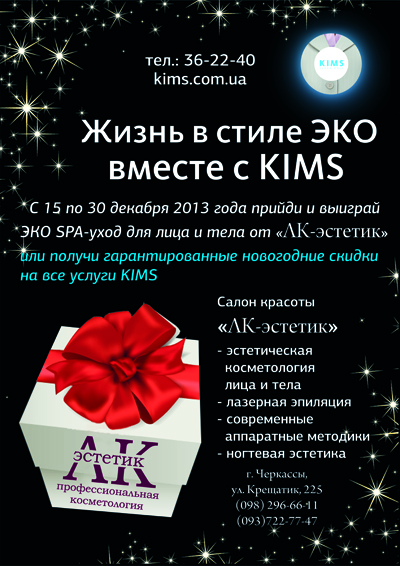 тел.: 36-22-40
kims.com.ua
KIMS
Жизнь в стиле ЭКО
вместе с KIMS
С 15 по 30 декабря 2013 года прийди и выиграй
ЭКО SPA-уход для лица и тела от «АК-эстетик»
или получи гарантированные новогодние скидки
на все услуги KIMS
Салон красоты
«АК-эстетик»
- эстетическая
косметология
лица и тела
- лазерная эпиляция
- современные
аппаратные методики
- ногтевая эстетика
г. Черкассы,
ул. Крещатик, 225
(098) 296-66-11
(093)722-77-47
АК
эстетик
профессиональная
косметология